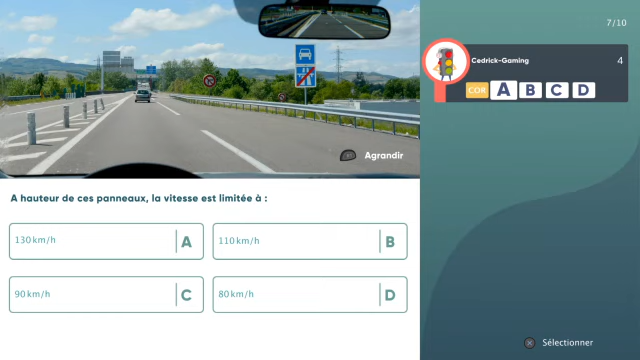 7/10
Cedrick-Gaming 4
COR A B C D
Agrandir
A hauteur de ces panneaux, la vitesse est limitée à :
130 km/h A
110 km/h B
90 km/h C
80 km/h D
Sélectionner